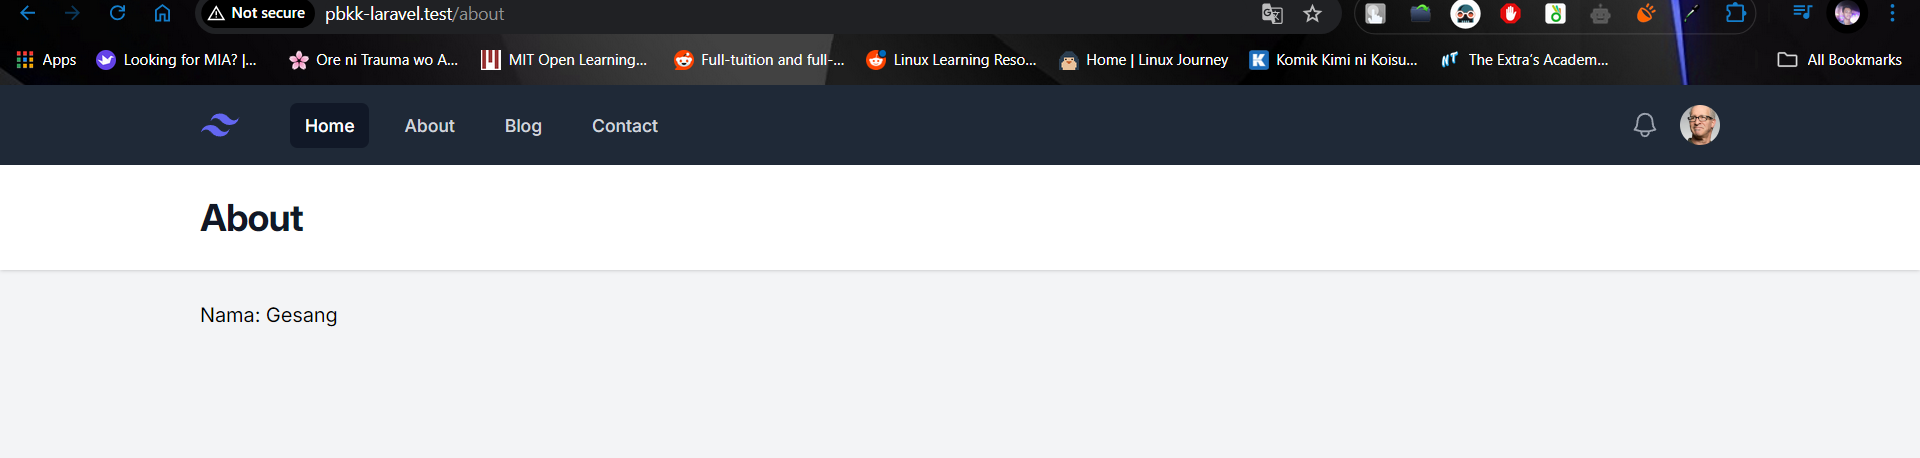 Not secure pbkk-laravel.test/about
Apps Looking for MIA? |... Ore ni Trauma wo A... MIT Open Learning... Full-tuition and full-... Linux Learning Reso... Home | Linux Journey Komik Kimi ni Koisu... The Extra's Academ... All Bookmarks
Home About Blog Contact
About
Nama: Gesang